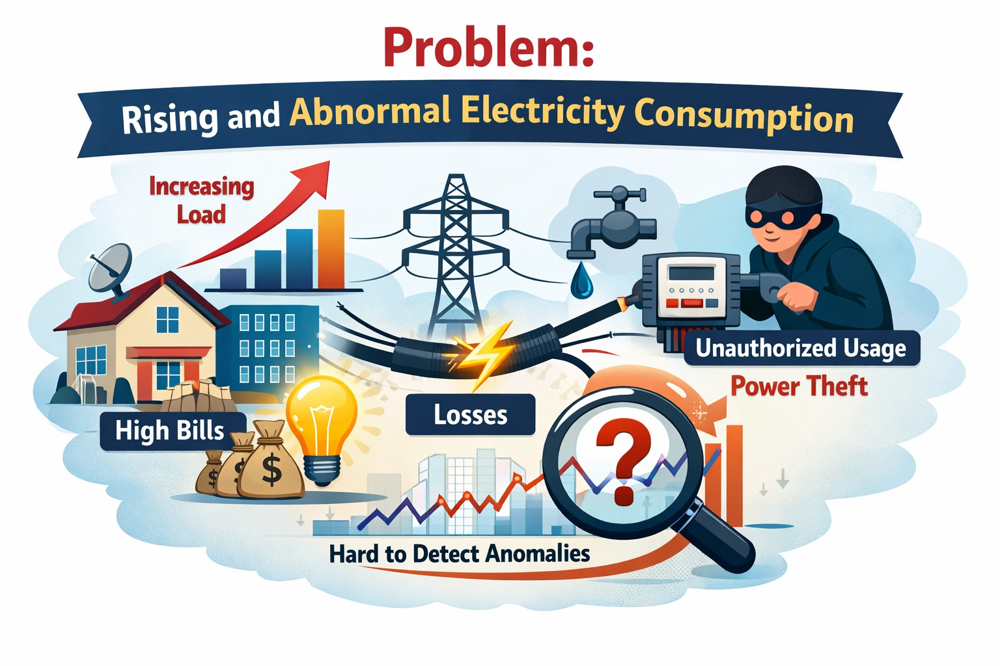 Problem:
Rising and Abnormal Electricity Consumption
Increasing
Load
Unauthorized Usage
Power Theft
High Bills
Losses
$ $ $
?
Hard to Detect Anomalies